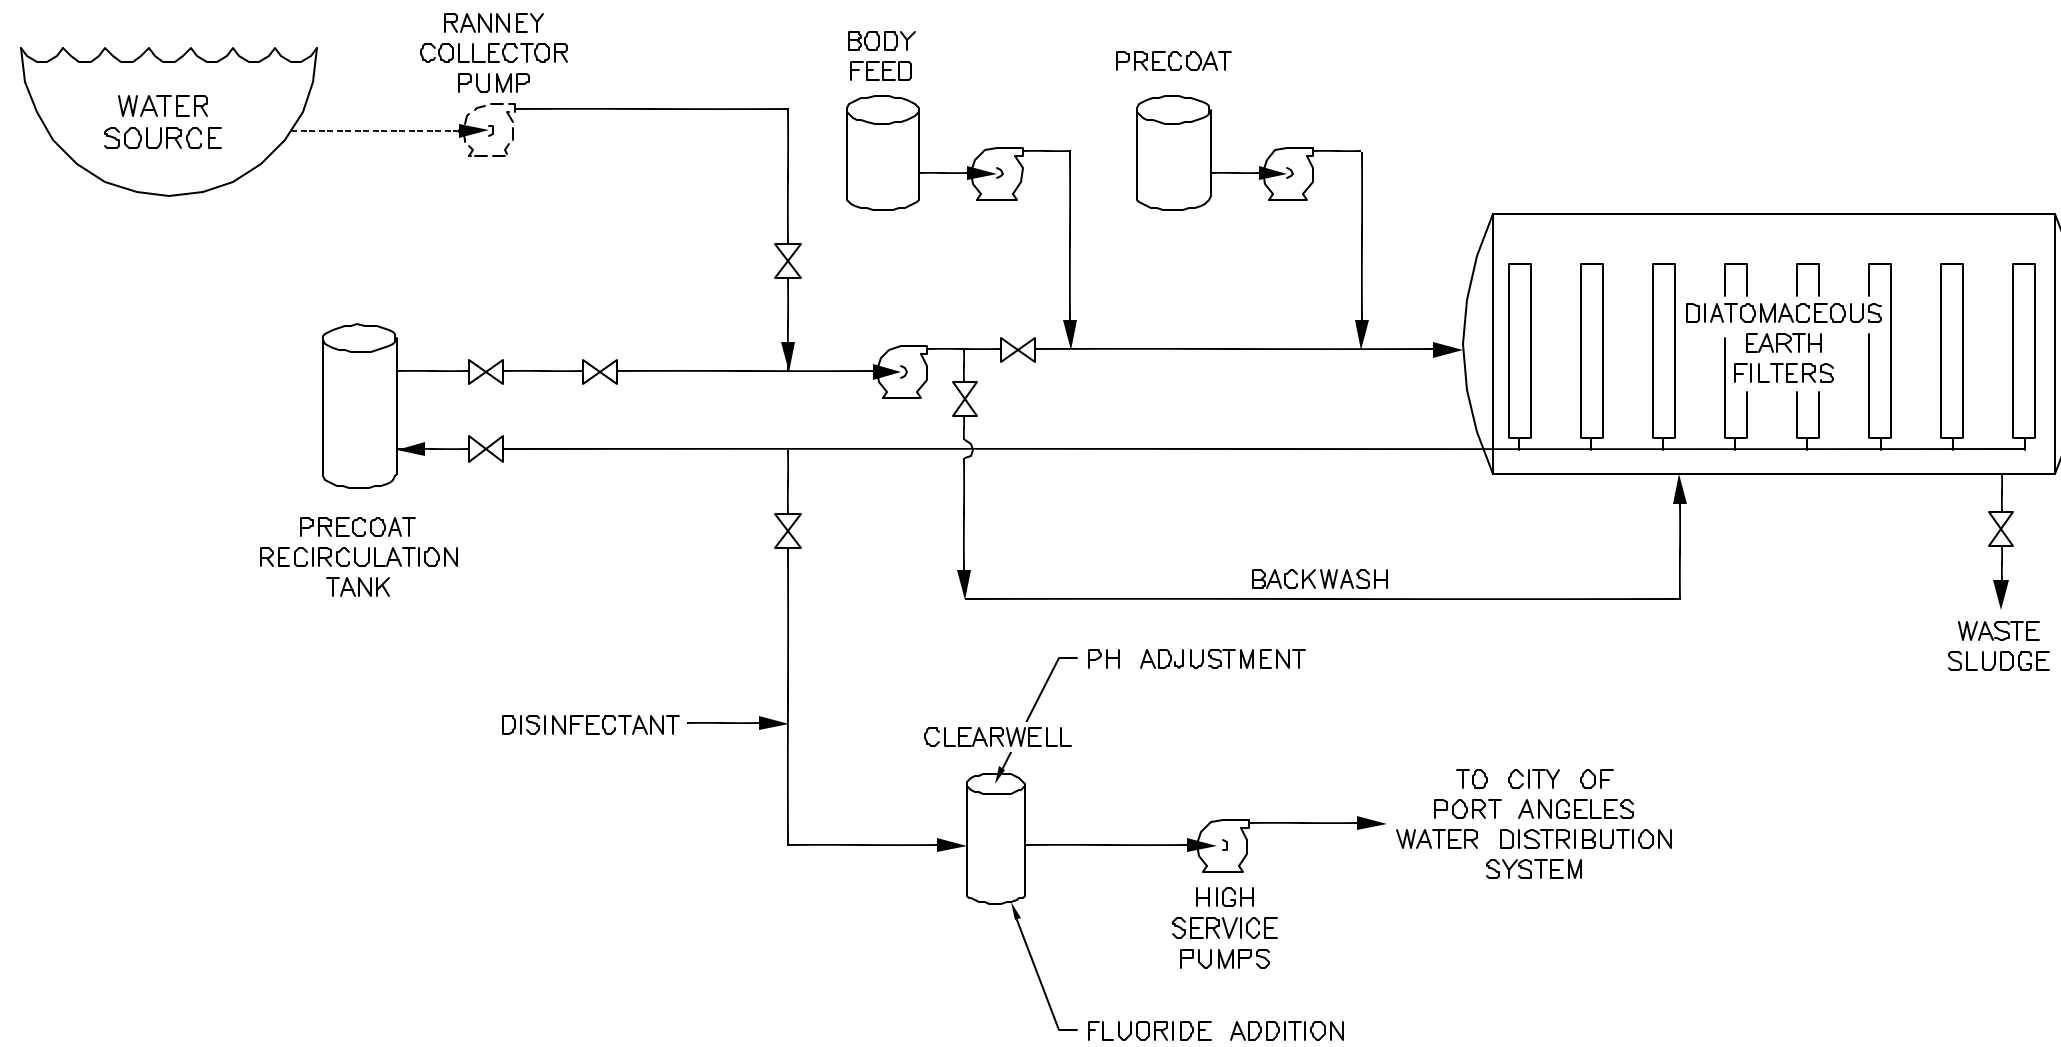 RANNEY
COLLECTOR
PUMP
BODY
FEED
PRECOAT
WATER
SOURCE
DIATOMACEOUS
EARTH
FILTERS
PRECOAT
RECIRCULATION
TANK
BACKWASH
WASTE
SLUDGE
PH ADJUSTMENT
DISINFECTANT
CLEARWELL
TO CITY OF
PORT ANGELES
WATER DISTRIBUTION
SYSTEM
HIGH
SERVICE
PUMPS
FLUORIDE ADDITION